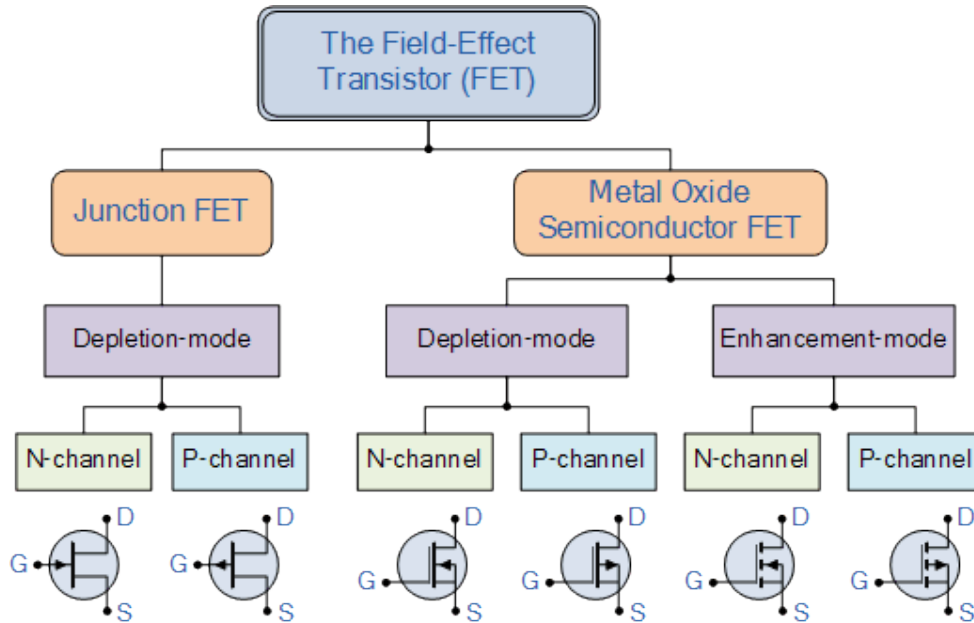 The Field-Effect
Transistor (FET)
Junction FET
Metal Oxide
Semiconductor FET
Depletion-mode
Depletion-mode
Enhancement-mode
N-channel
P-channel
N-channel
P-channel
N-channel
P-channel
D
D
D
D
D
D
G
G
G
G
G
G
S
S
S
S
S
S